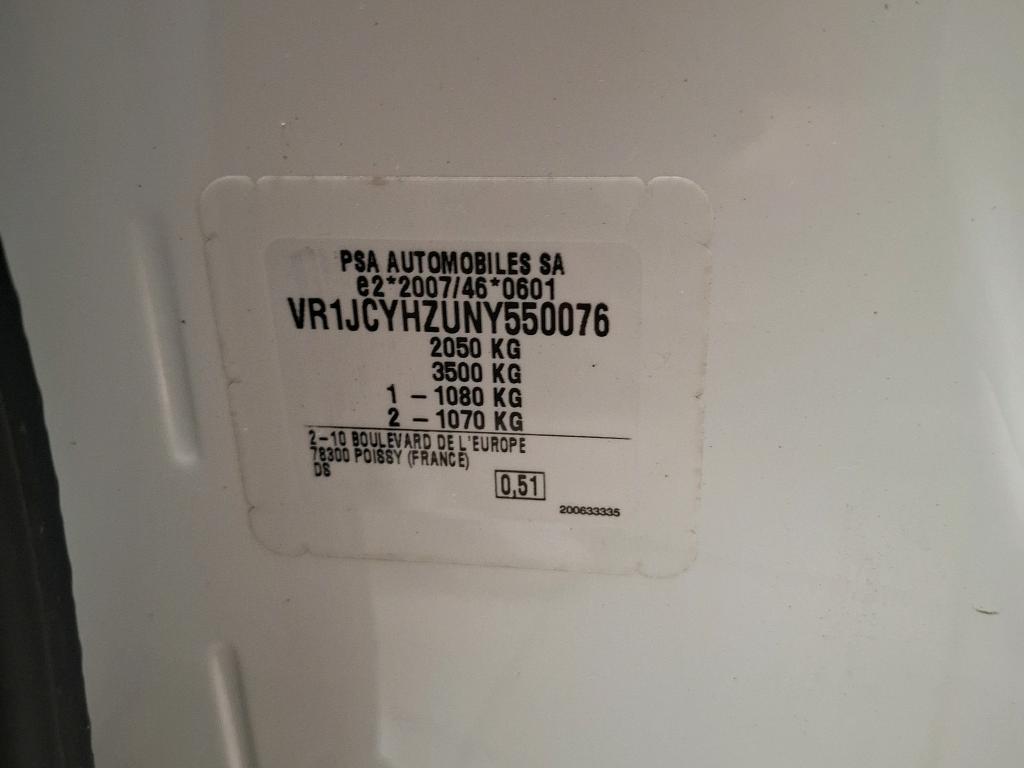 PSA AUTOMOBILES SA
e2*2007/46*0601
VR1JCYHZUNY550076
2050 KG
3500 KG
1 – 1080 KG
2 – 1070 KG
2–10 BOULEVARD DE L'EUROPE
78300 POISSY (FRANCE)
DS
0,51
200633335